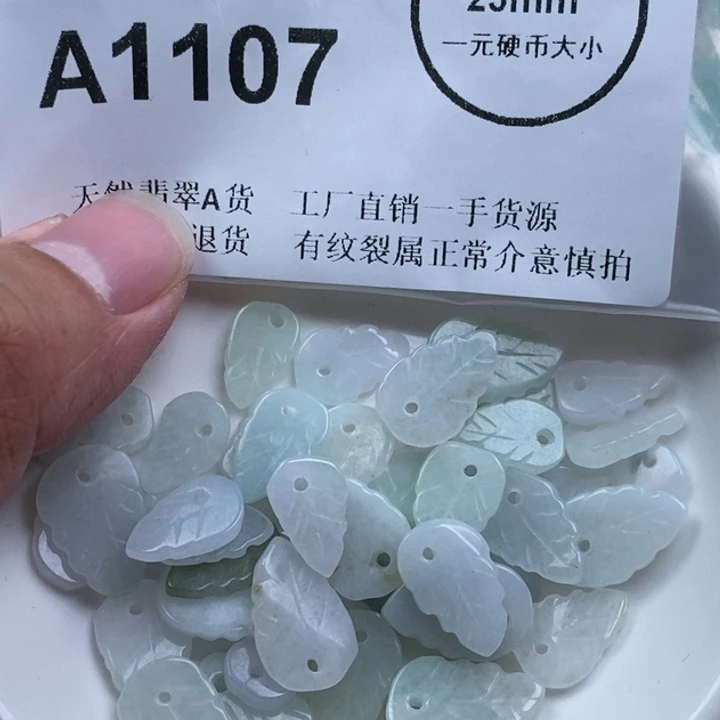 25mm
一元硬币大小
A1107
天然翡翠A货 工厂直销一手货源
退货 有纹裂属正常介意慎拍